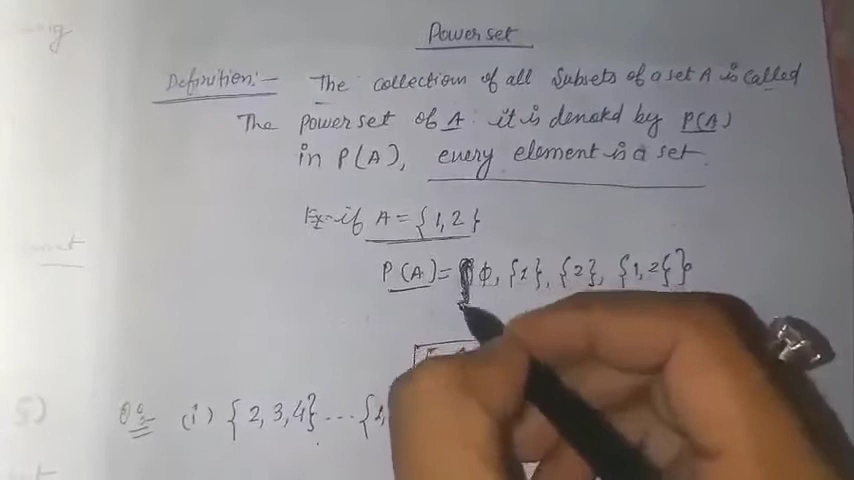 Power set
Definition:- The collection of all Subsets of a set A is called
The power set of A. it is denoted by P(A)
in P(A), every element is a set.
Ex- if A = {1,2}
P(A) = { φ, {1}, {2}, {1,2}}
(i) {2,3,4} ... {1,